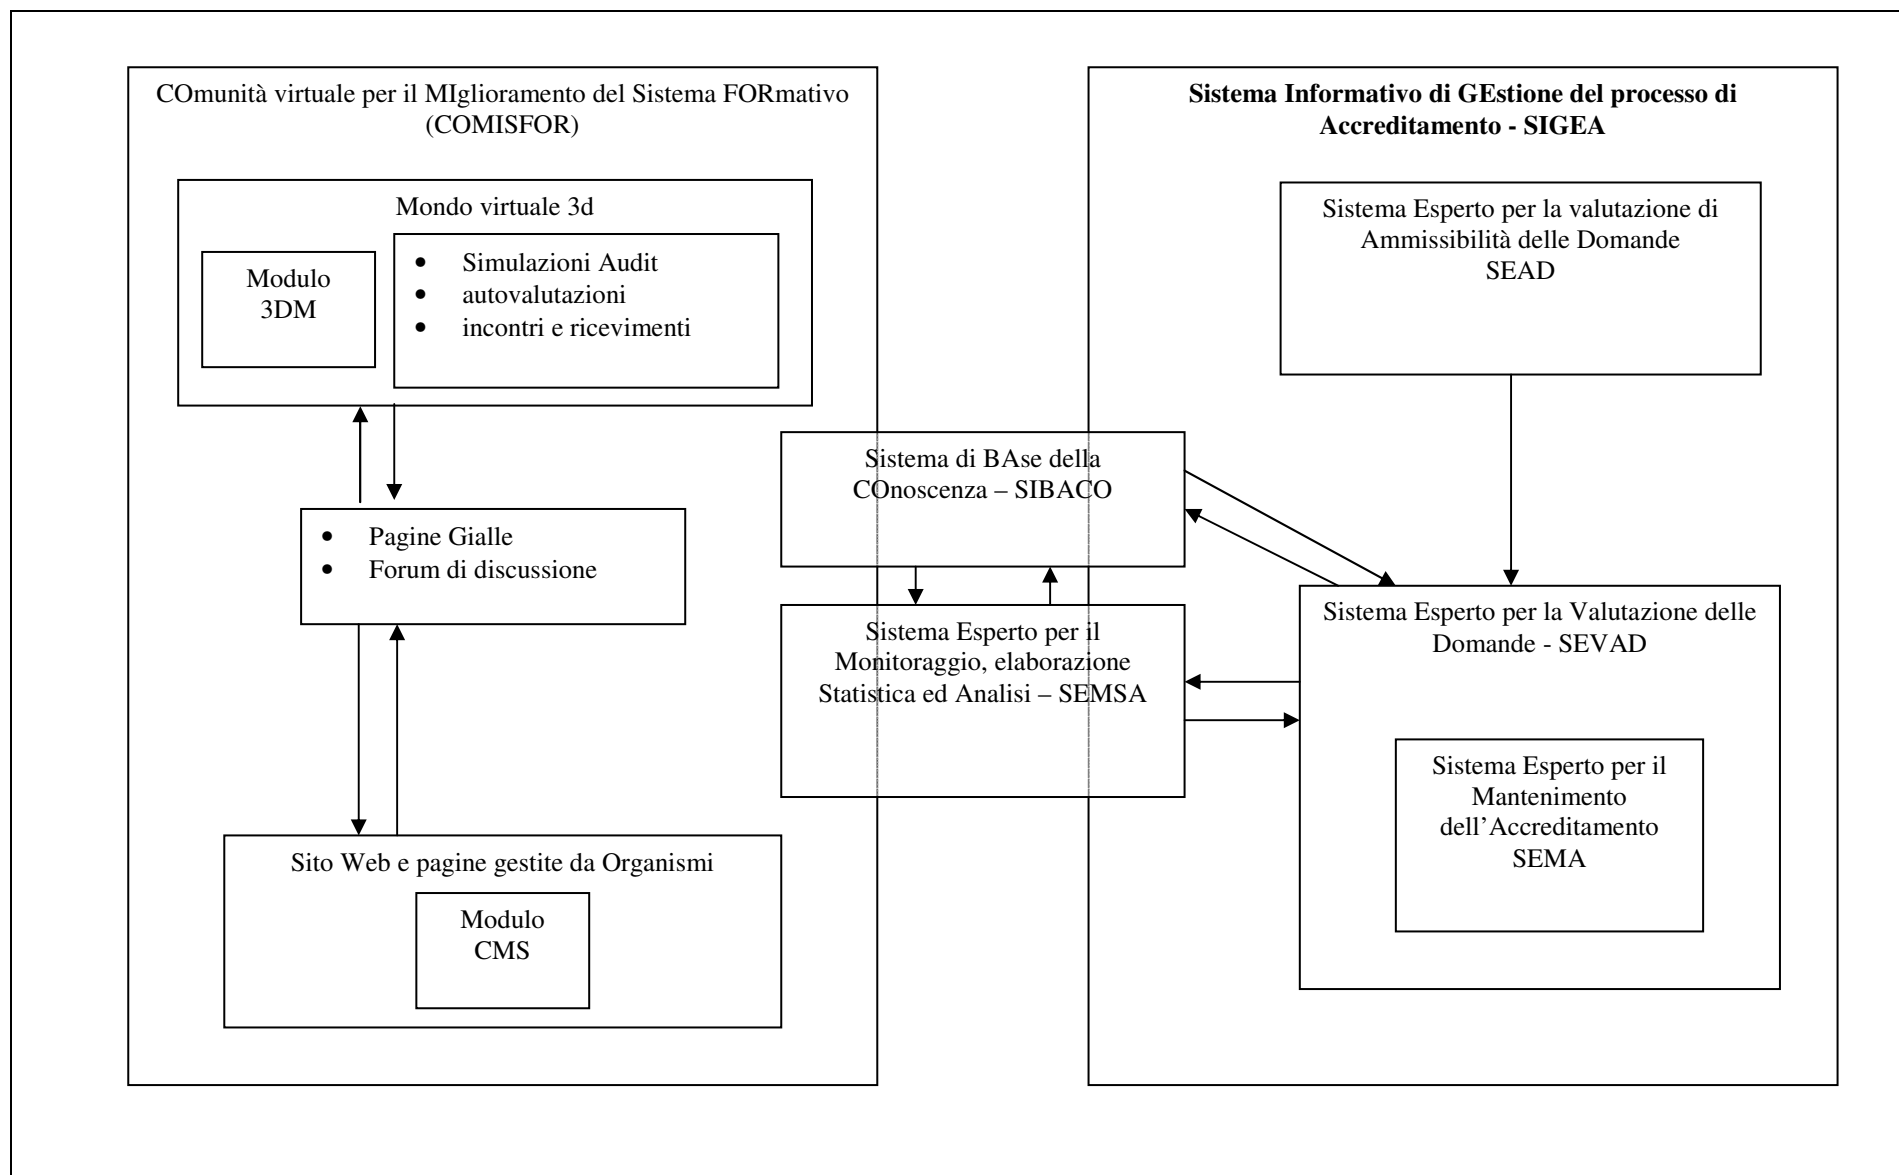 COmunità virtuale per il MIglioramento del Sistema FORmativo
(COMISFOR)
Mondo virtuale 3d
Modulo
3DM
• Simulazioni Audit
• autovalutazioni
• incontri e ricevimenti
• Pagine Gialle
• Forum di discussione
Sito Web e pagine gestite da Organismi
Modulo
CMS
Sistema di BAse della
COnoscenza – SIBACO
Sistema Esperto per il
Monitoraggio, elaborazione
Statistica ed Analisi – SEMSA
Sistema Informativo di GEstione del processo di
Accreditamento - SIGEA
Sistema Esperto per la valutazione di
Ammissibilità delle Domande
SEAD
Sistema Esperto per la Valutazione delle
Domande - SEVAD
Sistema Esperto per il
Mantenimento
dell’Accreditamento
SEMA